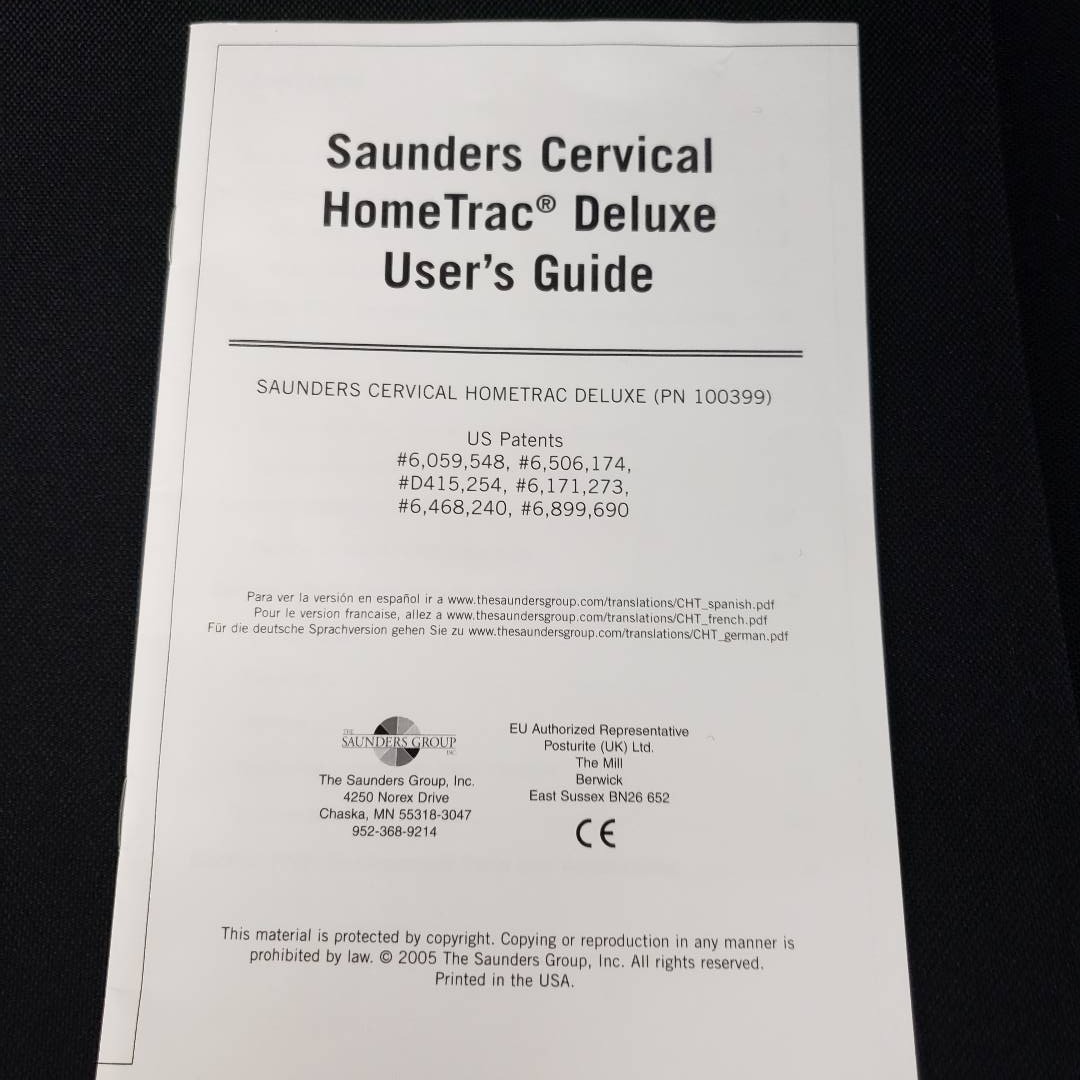 Saunders Cervical
HomeTrac® Deluxe
User's Guide
SAUNDERS CERVICAL HOMETRAC DELUXE (PN 100399)
US Patents
#6,059,548, #6,506,174,
#D415,254, #6,171,273,
#6,468,240, #6,899,690
Para ver la versión en español ir a www.thesaundersgroup.com/translations/CHT_spanish.pdf
Pour le version francaise, allez a www.thesaundersgroup.com/translations/CHT_french.pdf
Für die deutsche Sprachversion gehen Sie zu www.thesaundersgroup.com/translations/CHT_german.pdf
THE
SAUNDERS GROUP
INC
The Saunders Group, Inc.
4250 Norex Drive
Chaska, MN 55318-3047
952-368-9214
EU Authorized Representative
Posturite (UK) Ltd.
The Mill
Berwick
East Sussex BN26 652
CE
This material is protected by copyright. Copying or reproduction in any manner is
prohibited by law. © 2005 The Saunders Group, Inc. All rights reserved.
Printed in the USA.